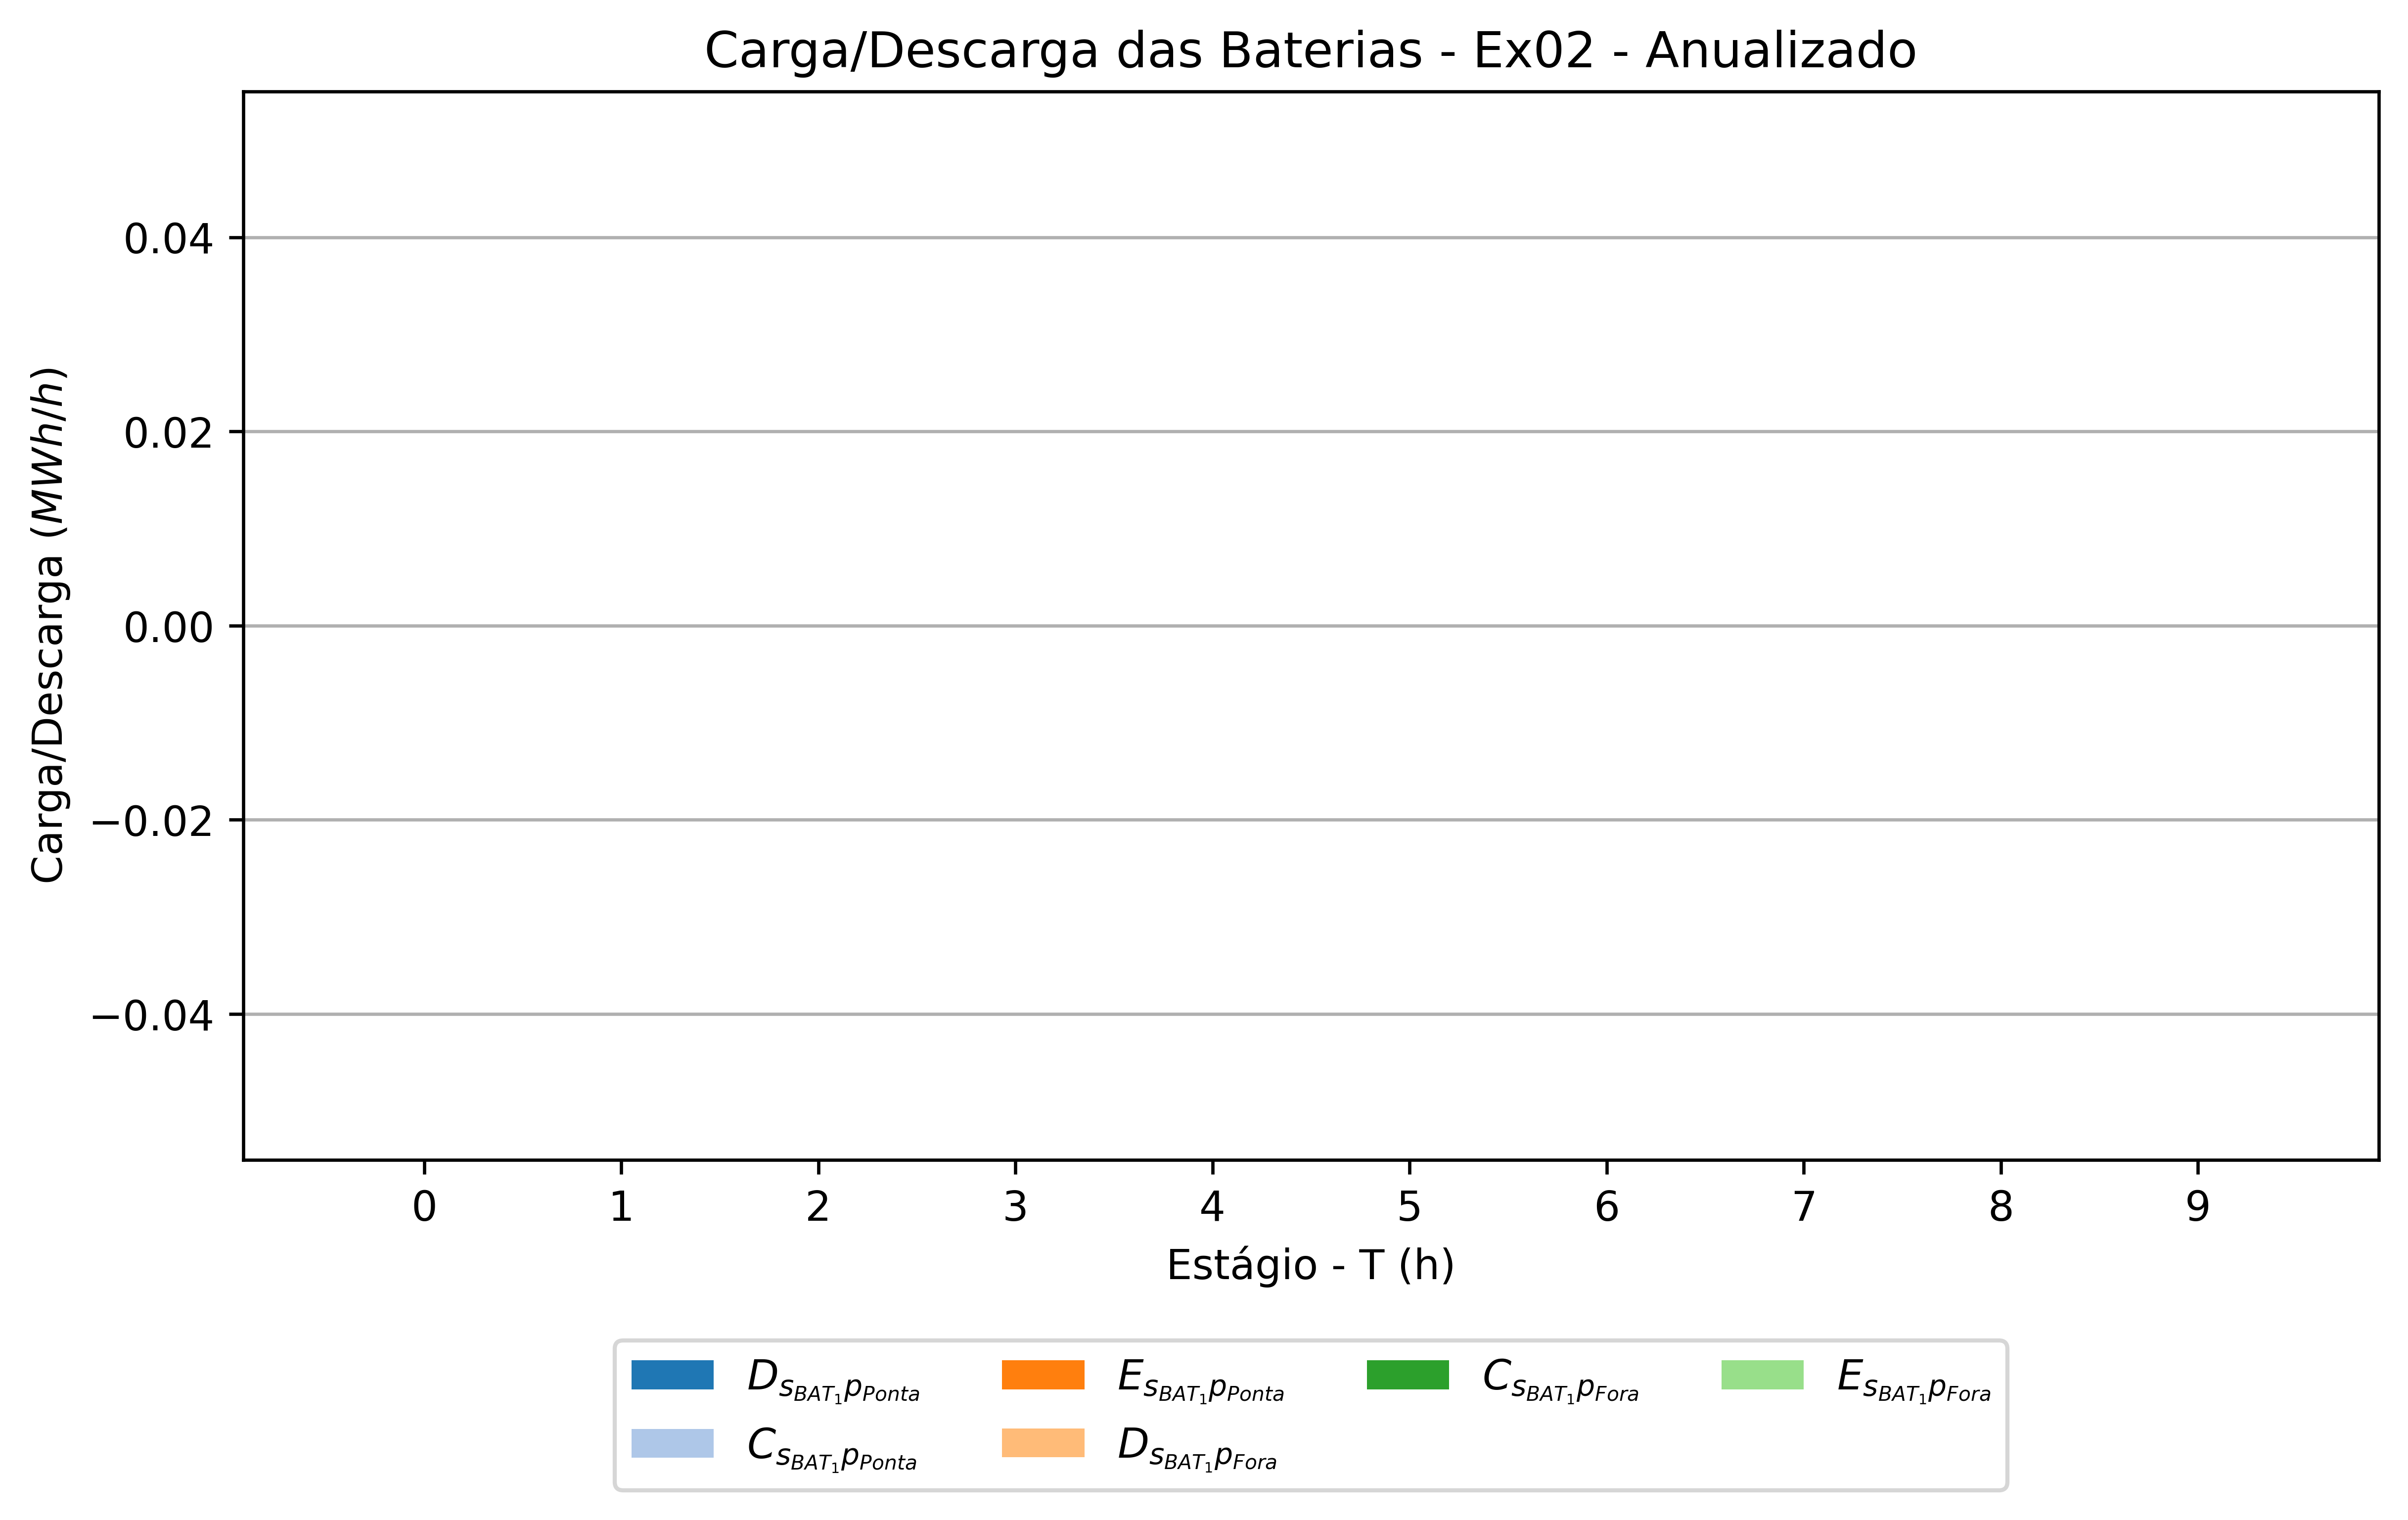 Carga/Descarga das Baterias - Ex02 - Anualizado
Carga/Descarga (MWh/h)
0.04
0.02
0.00
−0.02
−0.04
0 1 2 3 4 5 6 7 8 9
Estágio - T (h)
D_{s_{BAT_1}p_{Ponta}} E_{s_{BAT_1}p_{Ponta}} C_{s_{BAT_1}p_{Fora}} E_{s_{BAT_1}p_{Fora}}
C_{s_{BAT_1}p_{Ponta}} D_{s_{BAT_1}p_{Fora}}